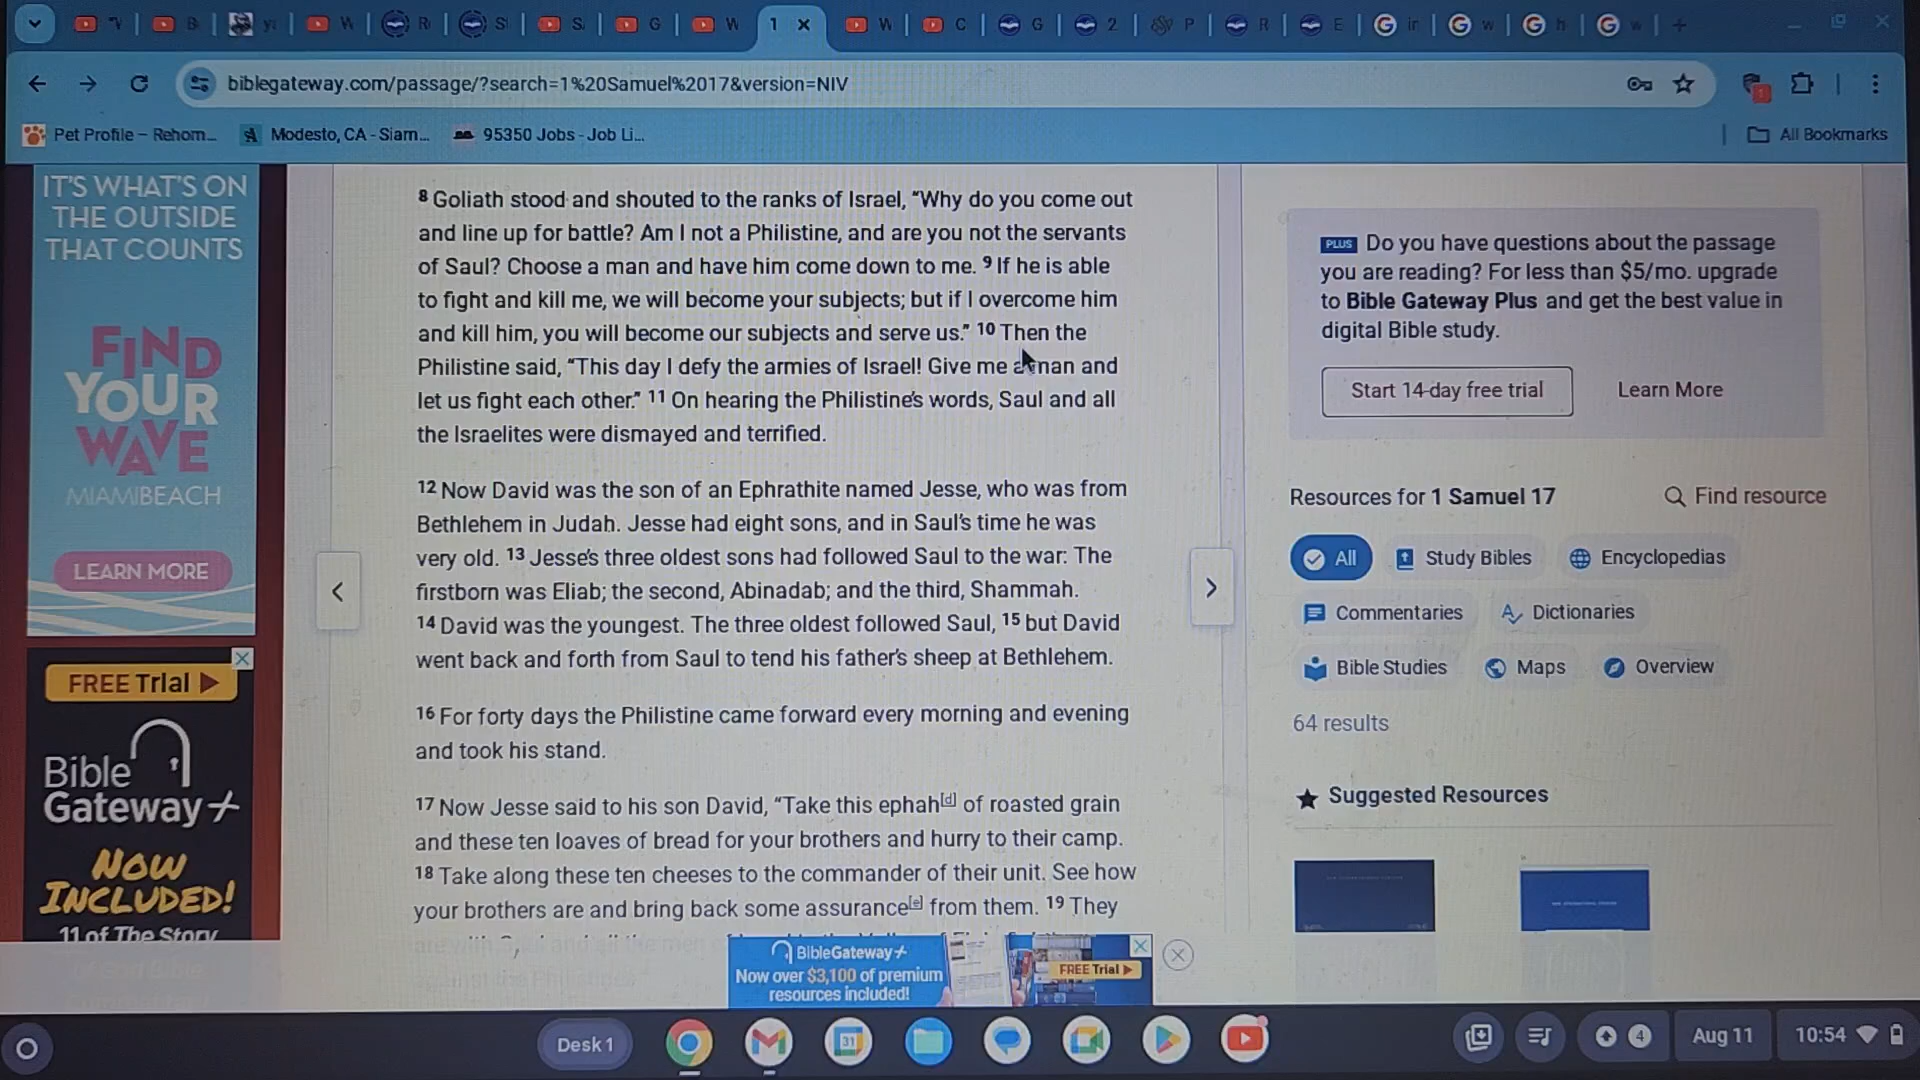 biblegateway.com/passage/?search=1%20Samuel%2017&version=NIV
Pet Profile – Rehom...
Modesto, CA - Siam...
95350 Jobs - Job Li...
All Bookmarks
IT'S WHAT'S ON
THE OUTSIDE
THAT COUNTS
FIND
YOUR
WAVE
MIAMIBEACH
LEARN MORE
FREE Trial
Bible
Gateway+
NOW
INCLUDED!
11 of The Story
8 Goliath stood and shouted to the ranks of Israel, “Why do you come out
and line up for battle? Am I not a Philistine, and are you not the servants
of Saul? Choose a man and have him come down to me. 9 If he is able
to fight and kill me, we will become your subjects; but if I overcome him
and kill him, you will become our subjects and serve us.” 10 Then the
Philistine said, “This day I defy the armies of Israel! Give me a man and
let us fight each other.” 11 On hearing the Philistine’s words, Saul and all
the Israelites were dismayed and terrified.
12 Now David was the son of an Ephrathite named Jesse, who was from
Bethlehem in Judah. Jesse had eight sons, and in Saul’s time he was
very old. 13 Jesse’s three oldest sons had followed Saul to the war: The
firstborn was Eliab; the second, Abinadab; and the third, Shammah.
14 David was the youngest. The three oldest followed Saul, 15 but David
went back and forth from Saul to tend his father’s sheep at Bethlehem.
16 For forty days the Philistine came forward every morning and evening
and took his stand.
17 Now Jesse said to his son David, “Take this ephah[d] of roasted grain
and these ten loaves of bread for your brothers and hurry to their camp.
18 Take along these ten cheeses to the commander of their unit. See how
your brothers are and bring back some assurance[e] from them. 19 They
BibleGateway+
Now over $3,100 of premium
resources included!
FREE Trial
PLUS Do you have questions about the passage
you are reading? For less than $5/mo. upgrade
to Bible Gateway Plus and get the best value in
digital Bible study.
Start 14-day free trial
Learn More
Resources for 1 Samuel 17
Find resource
All
Study Bibles
Encyclopedias
Commentaries
Dictionaries
Bible Studies
Maps
Overview
64 results
Suggested Resources
Desk 1
31
4
Aug 11
10:54